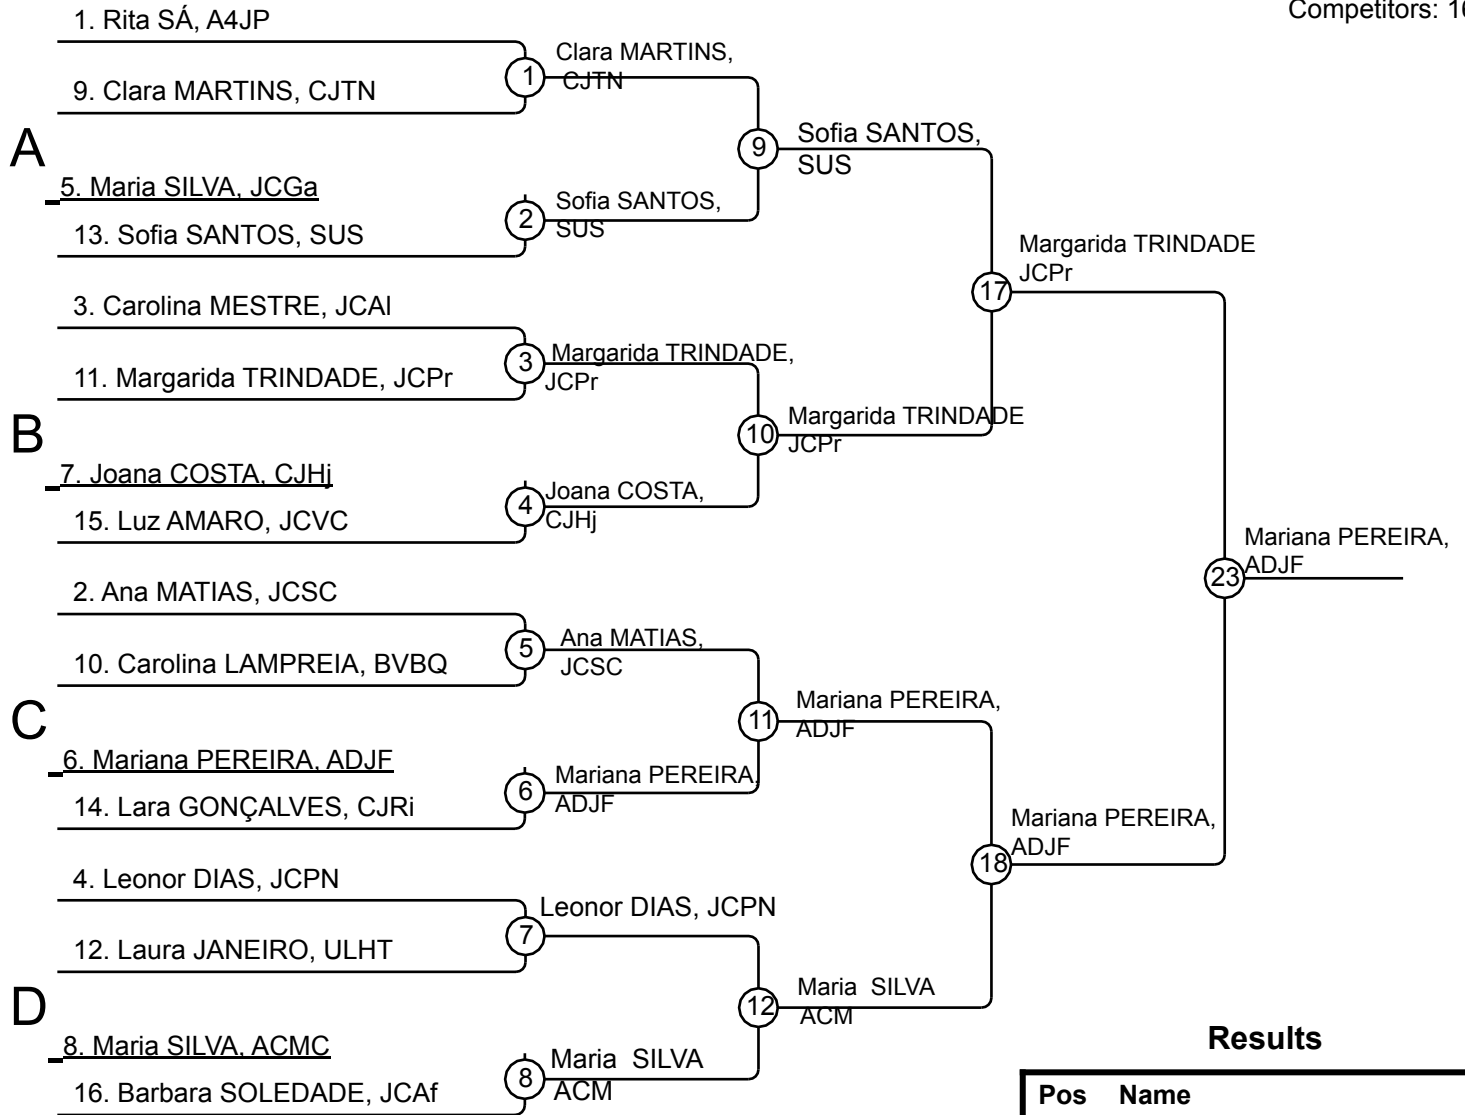 Competitors: 16
1. Rita SÁ, A4JP
9. Clara MARTINS, CJTN
A
5. Maria SILVA, JCGa
13. Sofia SANTOS, SUS
3. Carolina MESTRE, JCAl
11. Margarida TRINDADE, JCPr
B
7. Joana COSTA, CJHj
15. Luz AMARO, JCVC
2. Ana MATIAS, JCSC
10. Carolina LAMPREIA, BVBQ
C
6. Mariana PEREIRA, ADJF
14. Lara GONÇALVES, CJRi
4. Leonor DIAS, JCPN
12. Laura JANEIRO, ULHT
D
8. Maria SILVA, ACMC
16. Barbara SOLEDADE, JCAf
1
Clara MARTINS,
CJTN
2
Sofia SANTOS,
SUS
3
Margarida TRINDADE,
JCPr
4
Joana COSTA,
CJHj
5
Ana MATIAS,
JCSC
6
Mariana PEREIRA,
ADJF
7
Leonor DIAS, JCPN
8
Maria SILVA
ACM
9
Sofia SANTOS,
SUS
10
Margarida TRINDADE
JCPr
11
Mariana PEREIRA,
ADJF
12
Maria SILVA
ACM
17
Margarida TRINDADE
JCPr
18
Mariana PEREIRA,
ADJF
23
Mariana PEREIRA,
ADJF
Results
Pos Name